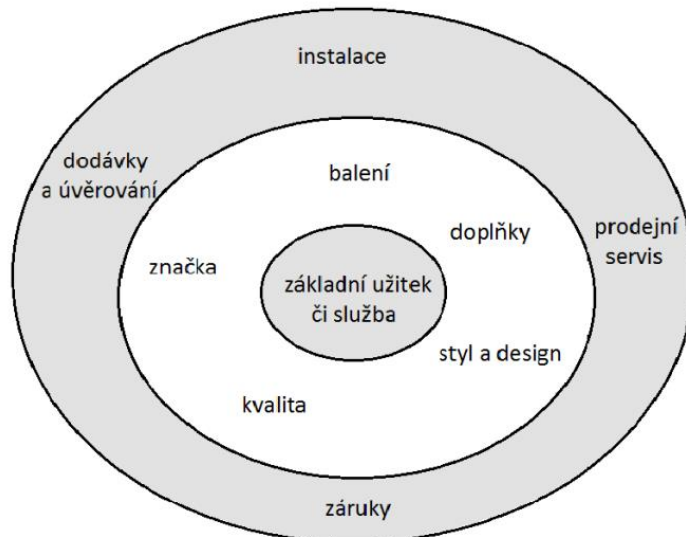 instalace
dodávky
a úvěrování
balení
doplňky
prodejní
servis
značka
základní užitek
či služba
styl a design
kvalita
záruky